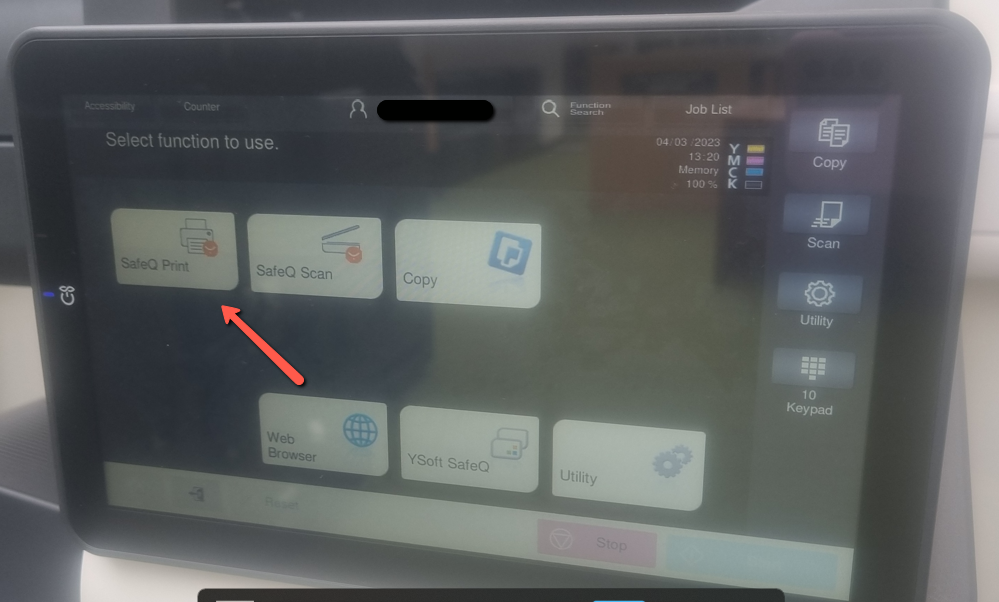 Accessibility
Counter
Function
Search
Job List
Select function to use.
04/03 /2023
13:20
Memory
100 %
Y
M
C
K
Copy
Scan
Utility
10
Keypad
SafeQ Print
SafeQ Scan
Copy
Web
Browser
YSoft SafeQ
Utility
Reset
Stop